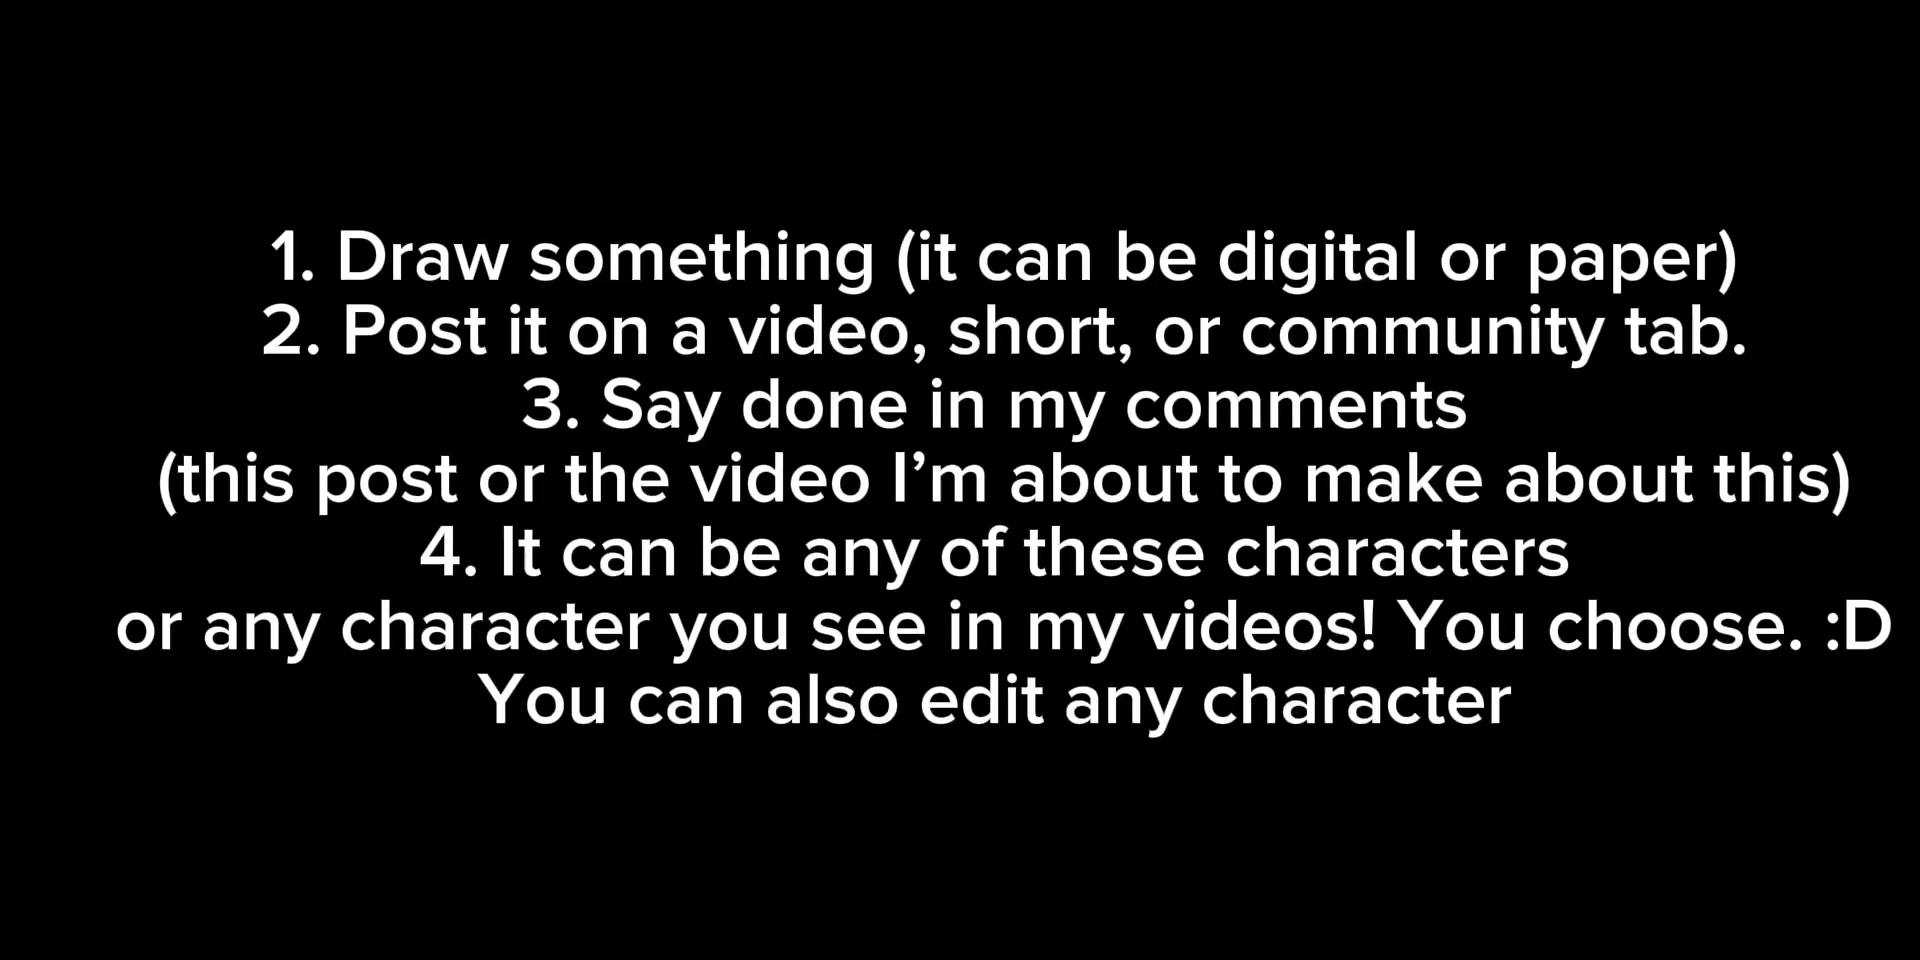 1. Draw something (it can be digital or paper)
2. Post it on a video, short, or community tab.
3. Say done in my comments
(this post or the video I’m about to make about this)
4. It can be any of these characters
or any character you see in my videos! You choose. :D
You can also edit any character